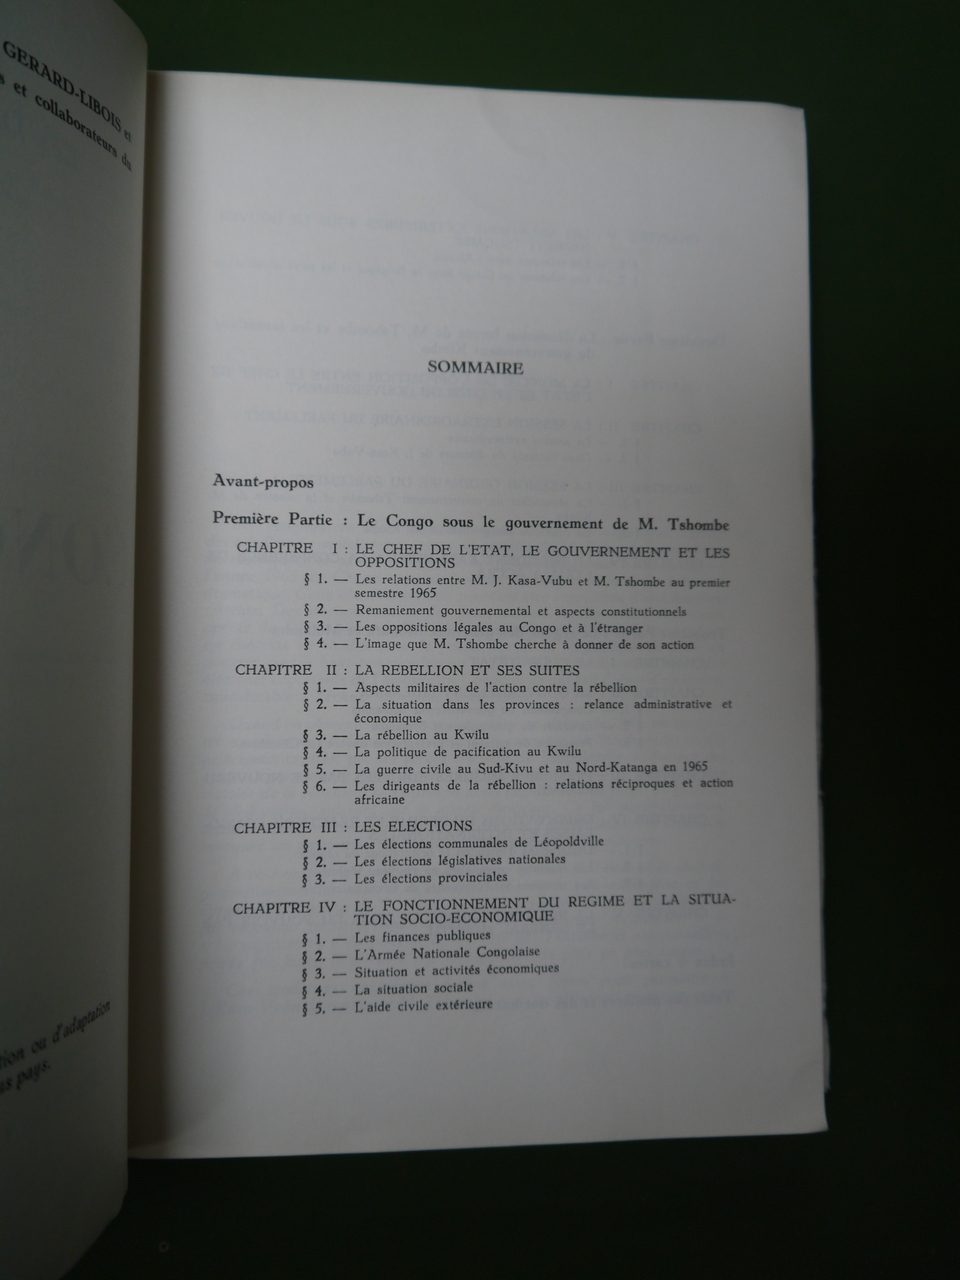 GERARD-LIBOIS et
s et collaborateurs du
tion ou d'adaptation
us pays.
SOMMAIRE
Avant-propos
Première Partie : Le Congo sous le gouvernement de M. Tshombe
CHAPITRE I : LE CHEF DE L'ETAT, LE GOUVERNEMENT ET LES
OPPOSITIONS
§ 1. — Les relations entre M. J. Kasa-Vubu et M. Tshombe au premier
semestre 1965
§ 2. — Remaniement gouvernemental et aspects constitutionnels
§ 3. — Les oppositions légales au Congo et à l'étranger
§ 4. — L'image que M. Tshombe cherche à donner de son action
CHAPITRE II : LA REBELLION ET SES SUITES
§ 1. — Aspects militaires de l'action contre la rébellion
§ 2. — La situation dans les provinces : relance administrative et
économique
§ 3. — La rébellion au Kwilu
§ 4. — La politique de pacification au Kwilu
§ 5. — La guerre civile au Sud-Kivu et au Nord-Katanga en 1965
§ 6. — Les dirigeants de la rébellion : relations réciproques et action
africaine
CHAPITRE III : LES ELECTIONS
§ 1. — Les élections communales de Léopoldville
§ 2. — Les élections législatives nationales
§ 3. — Les élections provinciales
CHAPITRE IV : LE FONCTIONNEMENT DU REGIME ET LA SITUA-
TION SOCIO-ECONOMIQUE
§ 1. — Les finances publiques
§ 2. — L'Armée Nationale Congolaise
§ 3. — Situation et activités économiques
§ 4. — La situation sociale
§ 5. — L'aide civile extérieure